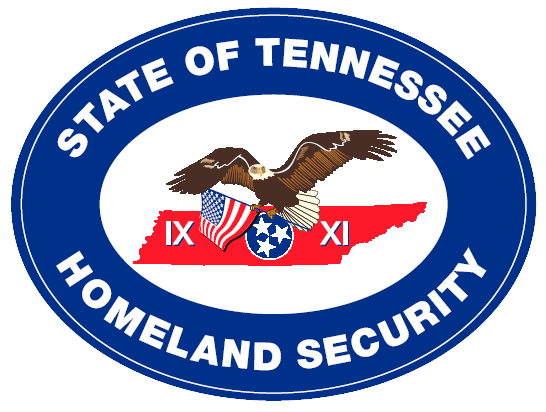 STATE OF TENNESSEE
IX XI
HOMELAND SECURITY